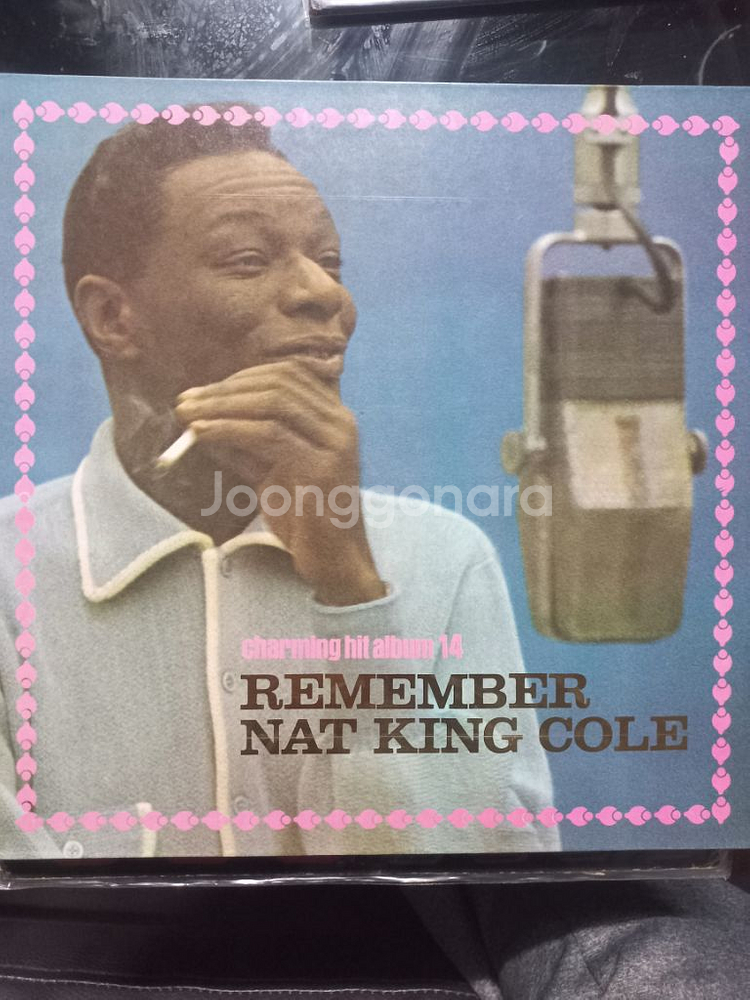 Joonggonara
charming hit album 14
REMEMBER
NAT KING COLE